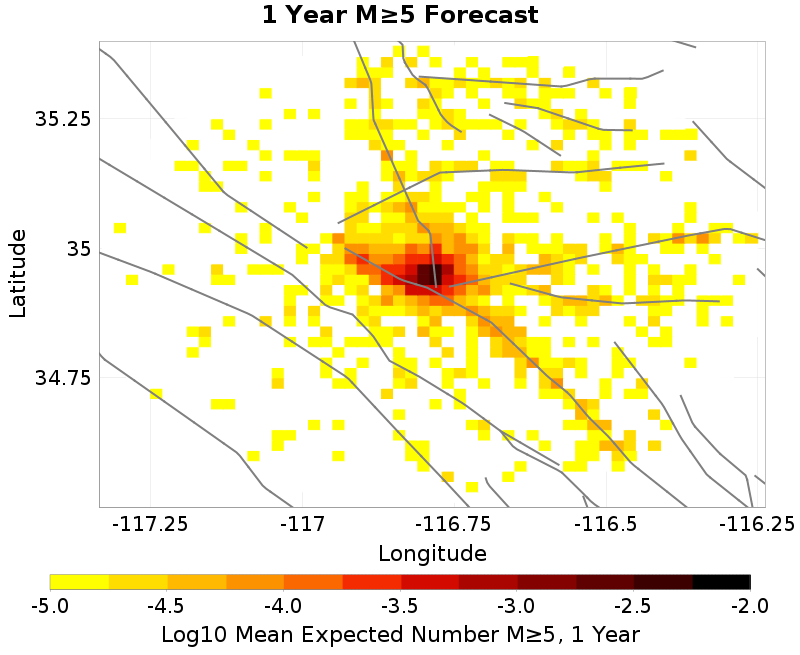 1 Year M≥5 Forecast
35.25
35
34.75
Latitude
-117.25 -117 -116.75 -116.5 -116.25
Longitude
-5.0 -4.5 -4.0 -3.5 -3.0 -2.5 -2.0
Log10 Mean Expected Number M≥5, 1 Year